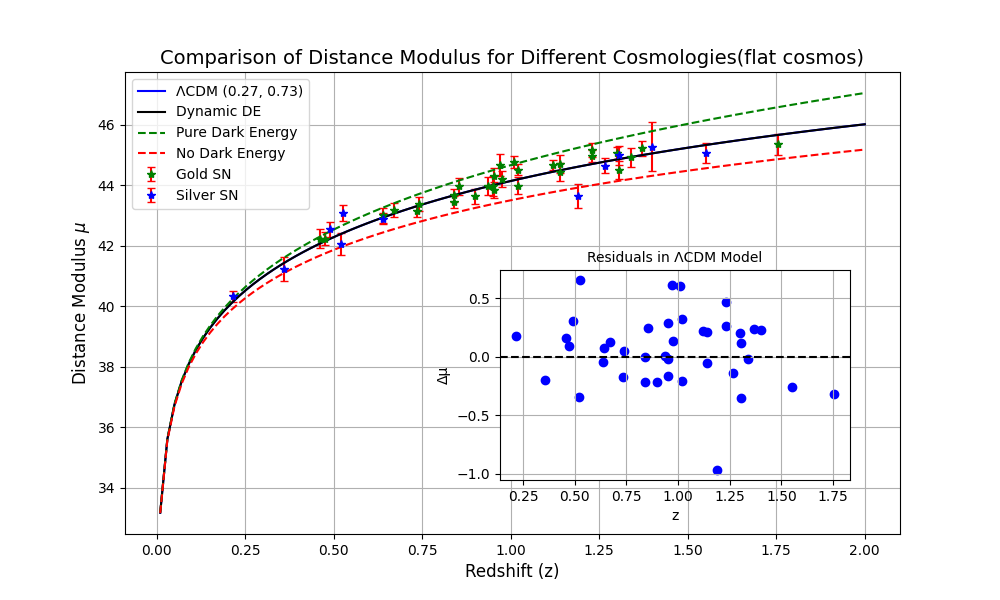 Comparison of Distance Modulus for Different Cosmologies(flat cosmos)
Distance Modulus μ
46
44
42
40
38
36
34
ΛCDM (0.27, 0.73)
Dynamic DE
Pure Dark Energy
No Dark Energy
Gold SN
Silver SN
Residuals in ΛCDM Model
Δμ
0.5
0.0
−0.5
−1.0
0.25 0.50 0.75 1.00 1.25 1.50 1.75
z
0.00 0.25 0.50 0.75 1.00 1.25 1.50 1.75 2.00
Redshift (z)